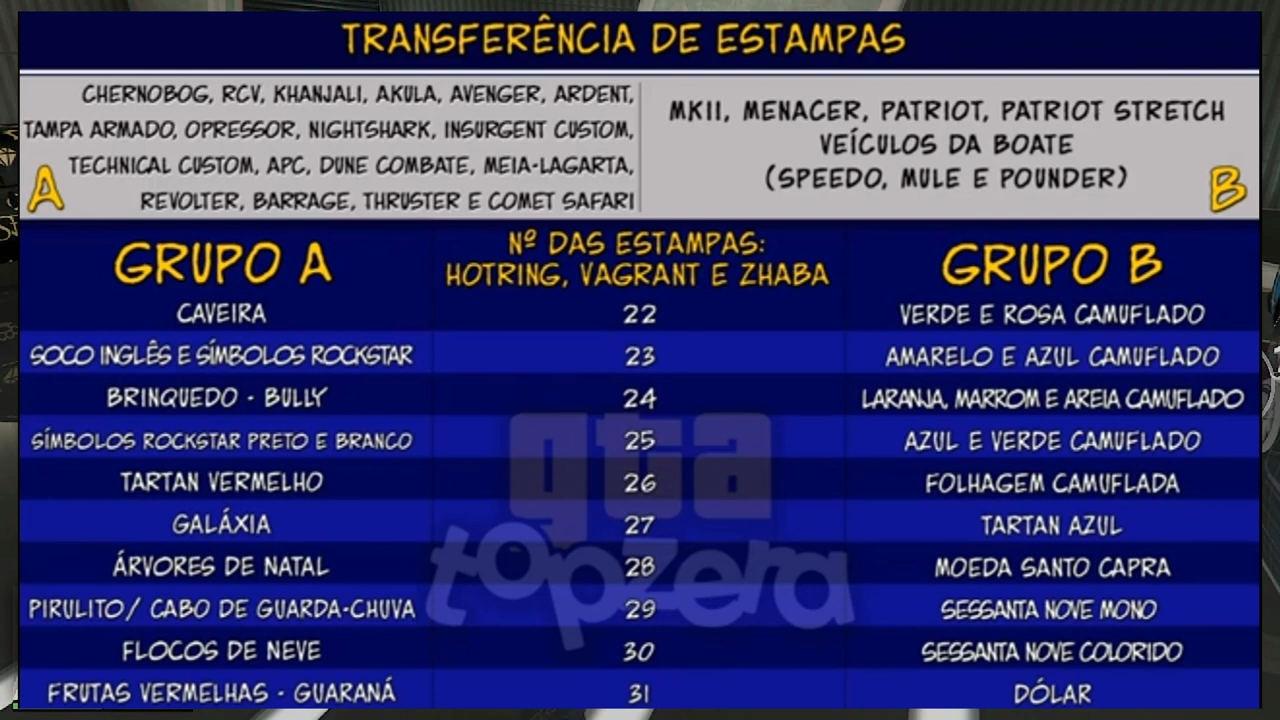 TRANSFERÊNCIA DE ESTAMPAS
CHERNOBOG, RCV, KHANJALI, AKULA, AVENGER, ARDENT,
TAMPA ARMADO, OPRESSOR, NIGHTSHARK, INSURGENT CUSTOM,
TECHNICAL CUSTOM, APC, DUNE COMBATE, MEIA-LAGARTA,
REVOLTER, BARRAGE, THRUSTER E COMET SAFARI
A
MKII, MENACER, PATRIOT, PATRIOT STRETCH
VEÍCULOS DA BOATE
(SPEEDO, MULE E POUNDER)
B
GRUPO A
Nº DAS ESTAMPAS:
HOTRING, VAGRANT E ZHABA
GRUPO B
CAVEIRA 22 VERDE E ROSA CAMUFLADO
SOCO INGLÊS E SÍMBOLOS ROCKSTAR 23 AMARELO E AZUL CAMUFLADO
BRINQUEDO - BULLY 24 LARANJA, MARROM E AREIA CAMUFLADO
SÍMBOLOS ROCKSTAR PRETO E BRANCO 25 AZUL E VERDE CAMUFLADO
TARTAN VERMELHO 26 FOLHAGEM CAMUFLADA
GALÁXIA 27 TARTAN AZUL
ÁRVORES DE NATAL 28 MOEDA SANTO CAPRA
PIRULITO/ CABO DE GUARDA-CHUVA 29 SESSANTA NOVE MONO
FLOCOS DE NEVE 30 SESSANTA NOVE COLORIDO
FRUTAS VERMELHAS - GUARANÁ 31 DÓLAR
gta
topzera